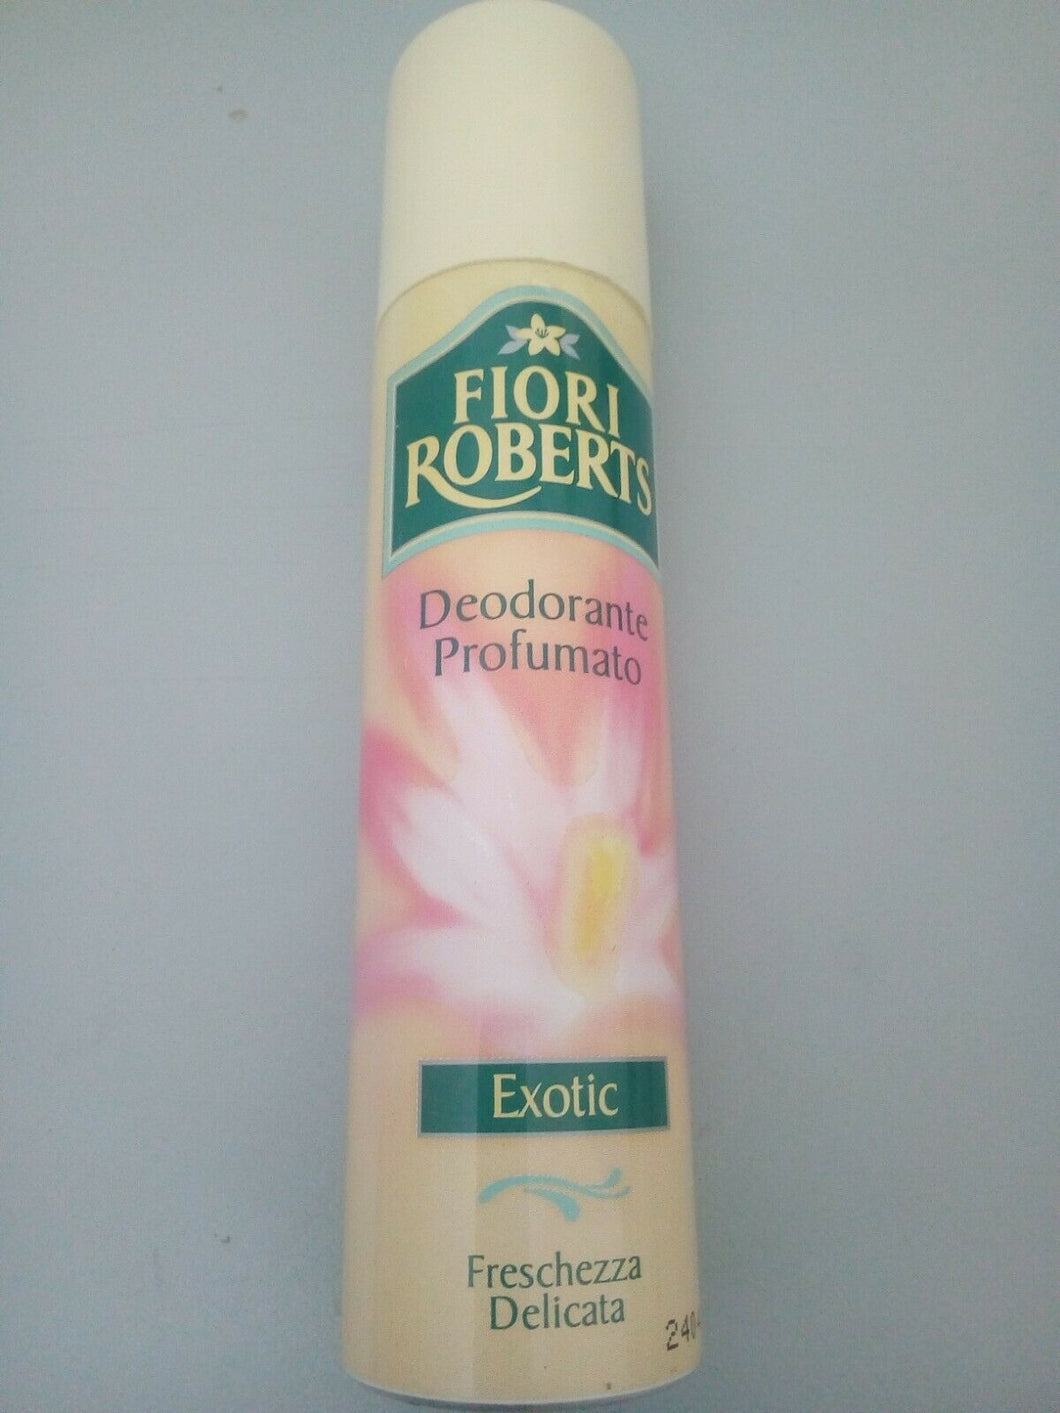 FIORI
ROBERTS
Deodorante
Profumato
Exotic
Freschezza
Delicata